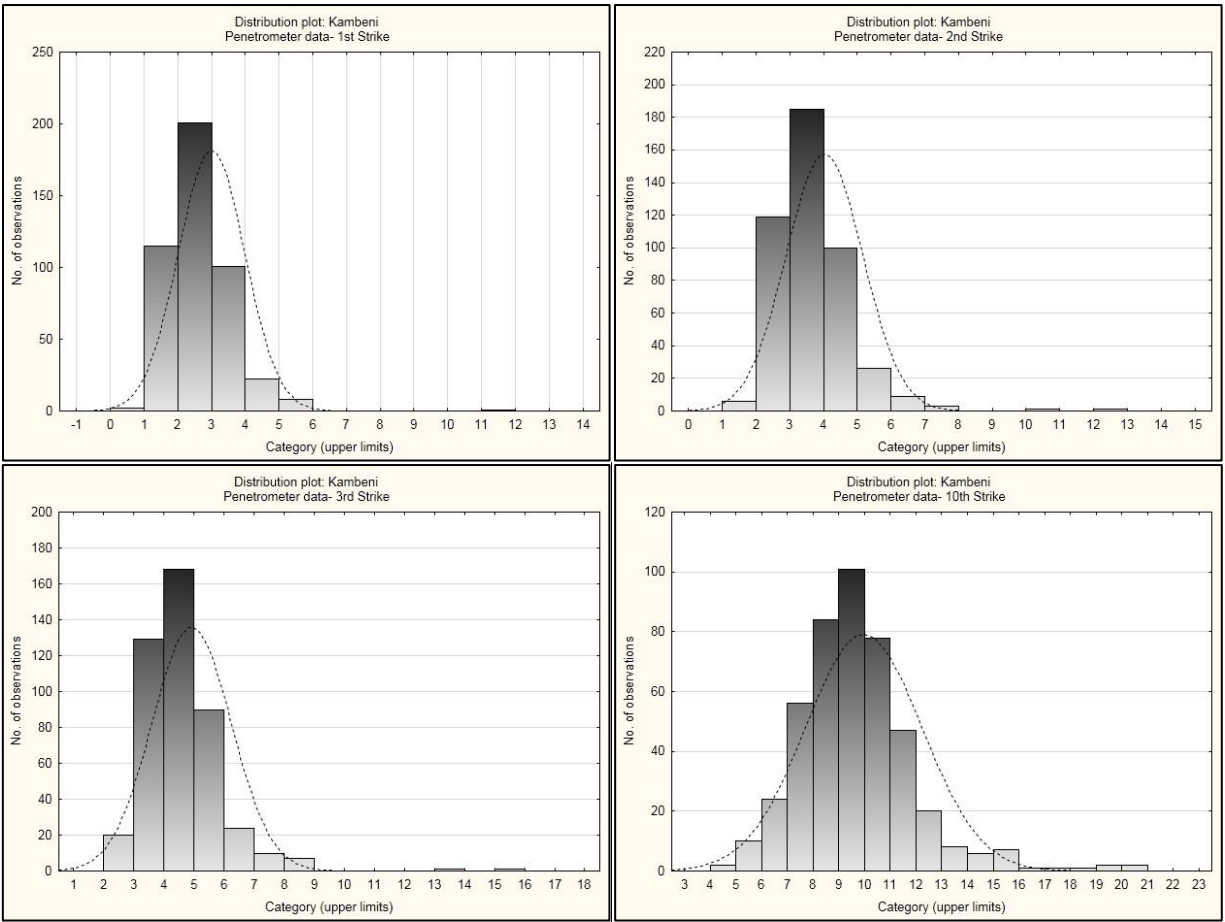 Distribution plot: Kambeni
Penetrometer data- 1st Strike
250
200
150
100
50
0
No. of observations
-1 0 1 2 3 4 5 6 7 8 9 10 11 12 13 14
Category (upper limits)
Distribution plot: Kambeni
Penetrometer data- 2nd Strike
220
200
180
160
140
120
100
80
60
40
20
0
No. of observations
0 1 2 3 4 5 6 7 8 9 10 11 12 13 14 15
Category (upper limits)
Distribution plot: Kambeni
Penetrometer data- 3rd Strike
200
180
160
140
120
100
80
60
40
20
0
No. of observations
1 2 3 4 5 6 7 8 9 10 11 12 13 14 15 16 17 18
Category (upper limits)
Distribution plot: Kambeni
Penetrometer data- 10th Strike
120
100
80
60
40
20
0
No. of observations
3 4 5 6 7 8 9 10 11 12 13 14 15 16 17 18 19 20 21 22 23
Category (upper limits)